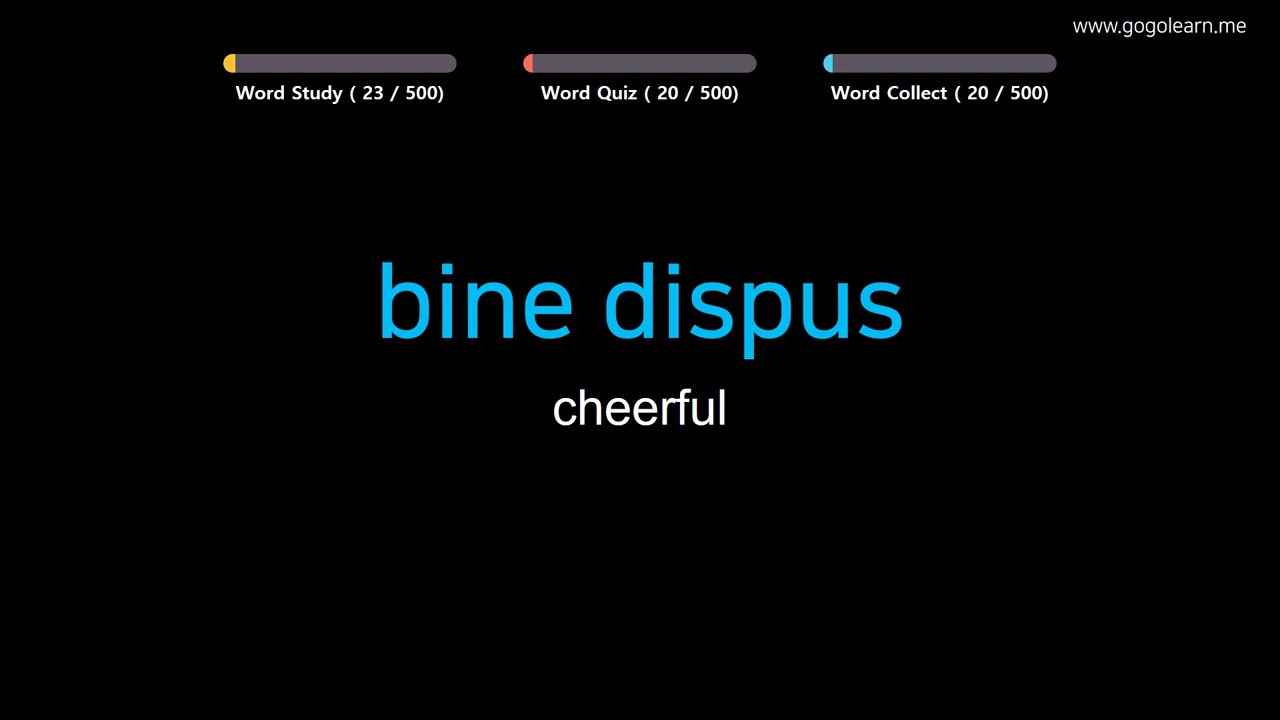 www.gogolearn.me
Word Study ( 23 / 500)
Word Quiz ( 20 / 500)
Word Collect ( 20 / 500)
bine dispus
cheerful